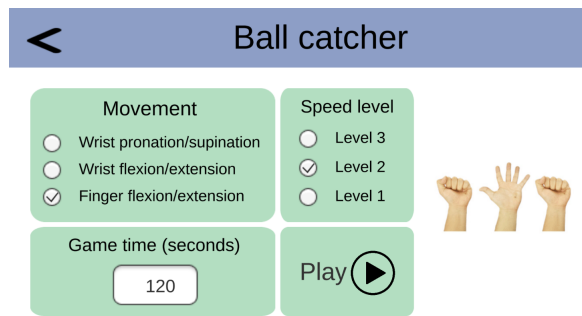 Ball catcher
Movement
Wrist pronation/supination
Wrist flexion/extension
Finger flexion/extension
Speed level
Level 3
Level 2
Level 1
Game time (seconds)
120
Play